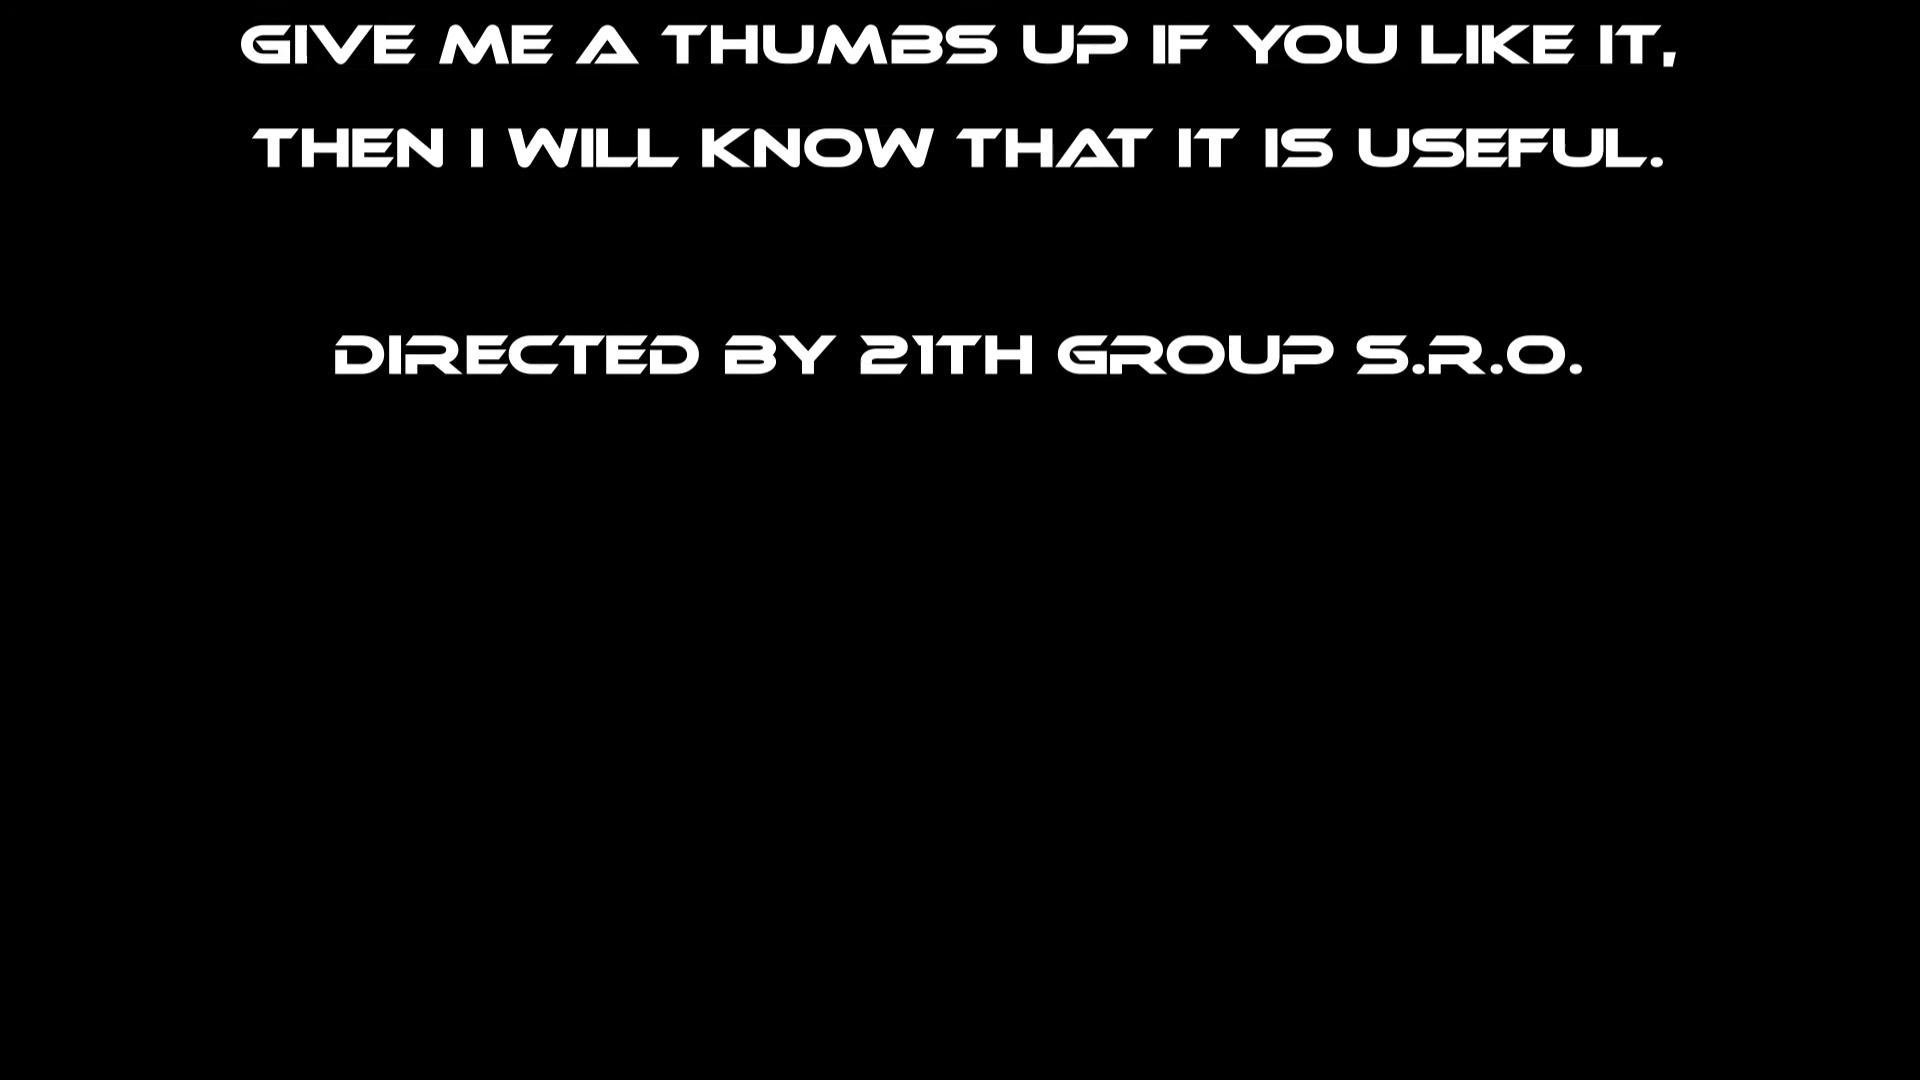 GIVE ME A THUMBS UP IF YOU LIKE IT,
THEN I WILL KNOW THAT IT IS USEFUL.
DIRECTED BY 21TH GROUP S.R.O.